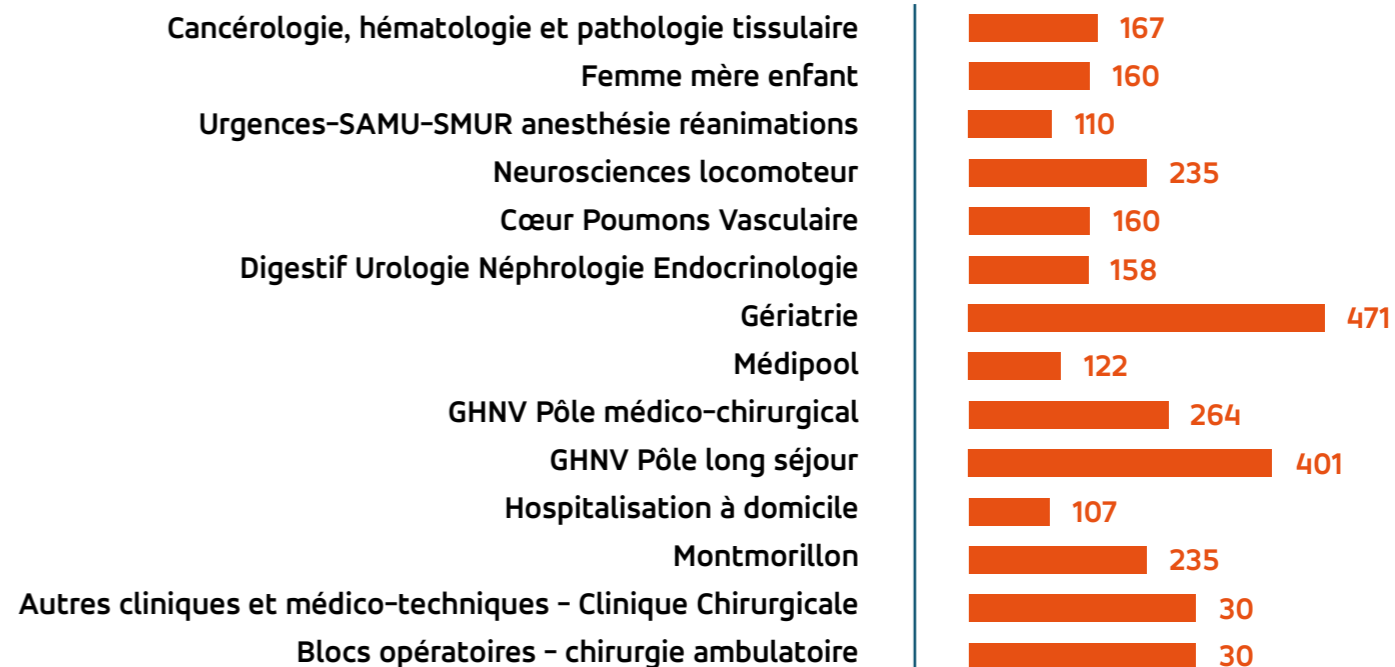 Cancérologie, hématologie et pathologie tissulaire 167
Femme mère enfant 160
Urgences-SAMU-SMUR anesthésie réanimations 110
Neurosciences locomoteur 235
Cœur Poumons Vasculaire 160
Digestif Urologie Néphrologie Endocrinologie 158
Gériatrie 471
Médipool 122
GHNV Pôle médico-chirurgical 264
GHNV Pôle long séjour 401
Hospitalisation à domicile 107
Montmorillon 235
Autres cliniques et médico-techniques - Clinique Chirurgicale 30
Blocs opératoires - chirurgie ambulatoire 30